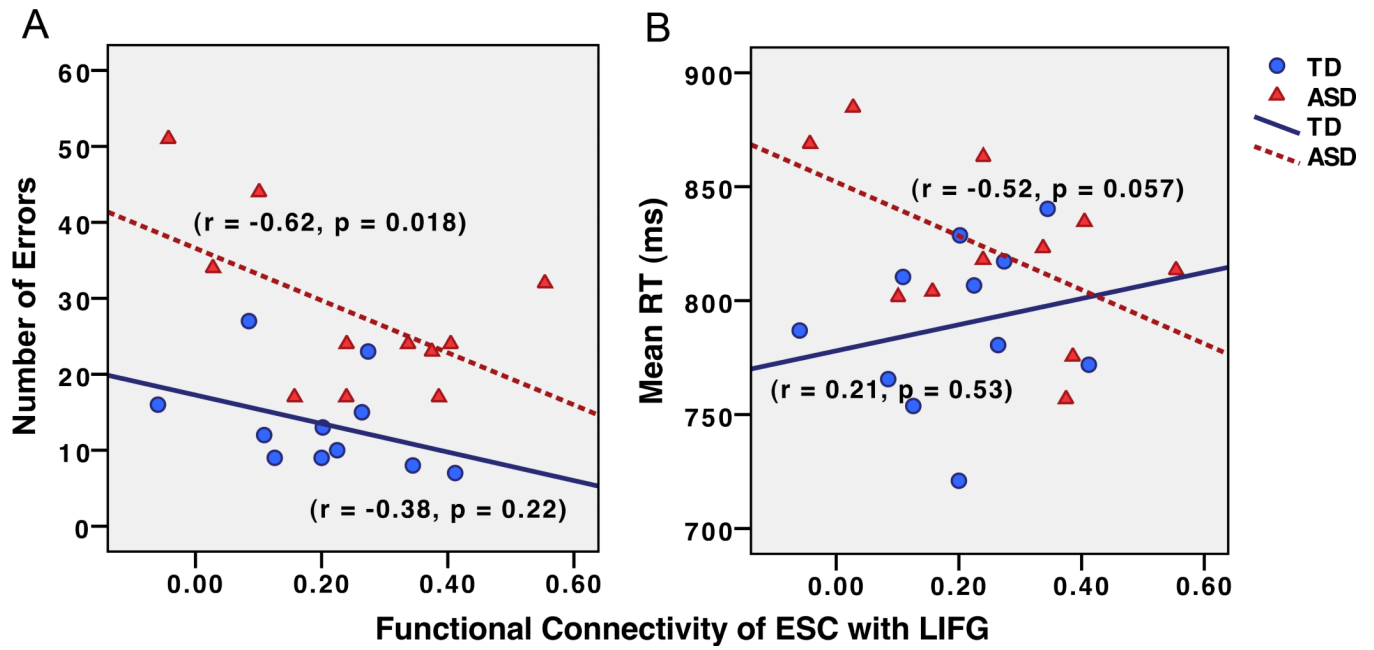 A
Number of Errors
60
50
40
30
20
10
0
(r = -0.62, p = 0.018)
(r = -0.38, p = 0.22)
0.00 0.20 0.40 0.60
B
Mean RT (ms)
900
850
800
750
700
(r = -0.52, p = 0.057)
(r = 0.21, p = 0.53)
0.00 0.20 0.40 0.60
TD
ASD
TD
ASD
Functional Connectivity of ESC with LIFG